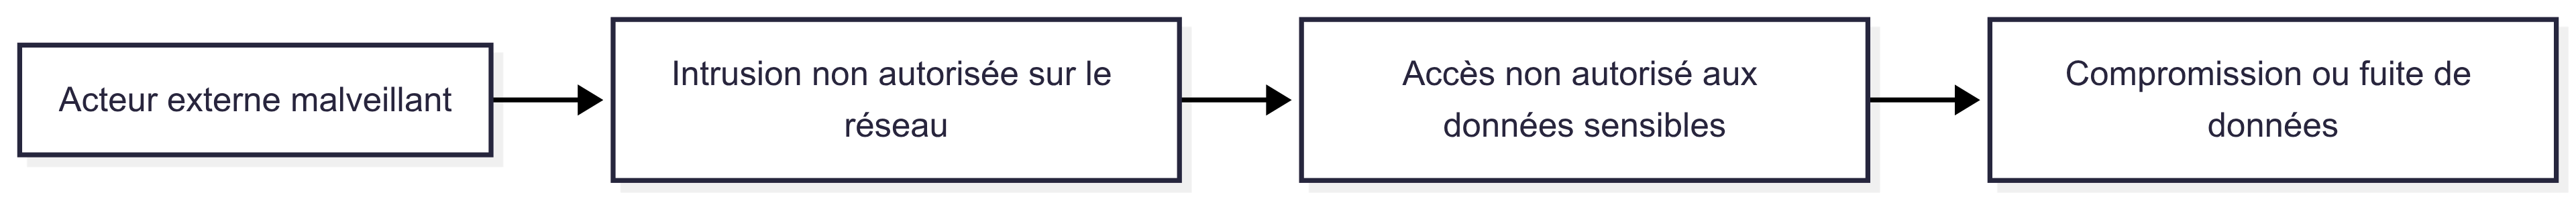 Acteur externe malveillant
Intrusion non autorisée sur le
réseau
Accès non autorisé aux
données sensibles
Compromission ou fuite de
données